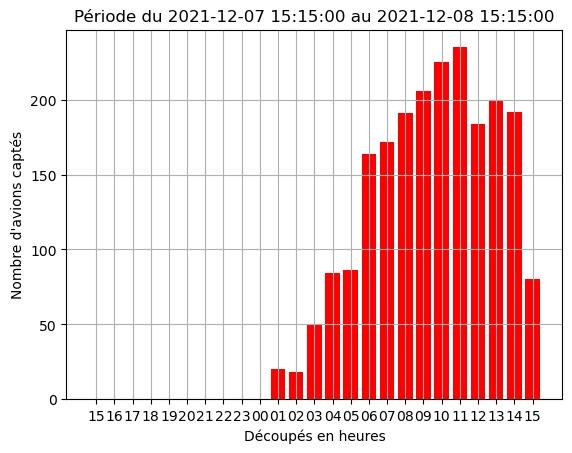 Période du 2021-12-07 15:15:00 au 2021-12-08 15:15:00
Nombre d'avions captés
200
150
100
50
0
15 16 17 18 19 20 21 22 23 00 01 02 03 04 05 06 07 08 09 10 11 12 13 14 15
Découpés en heures